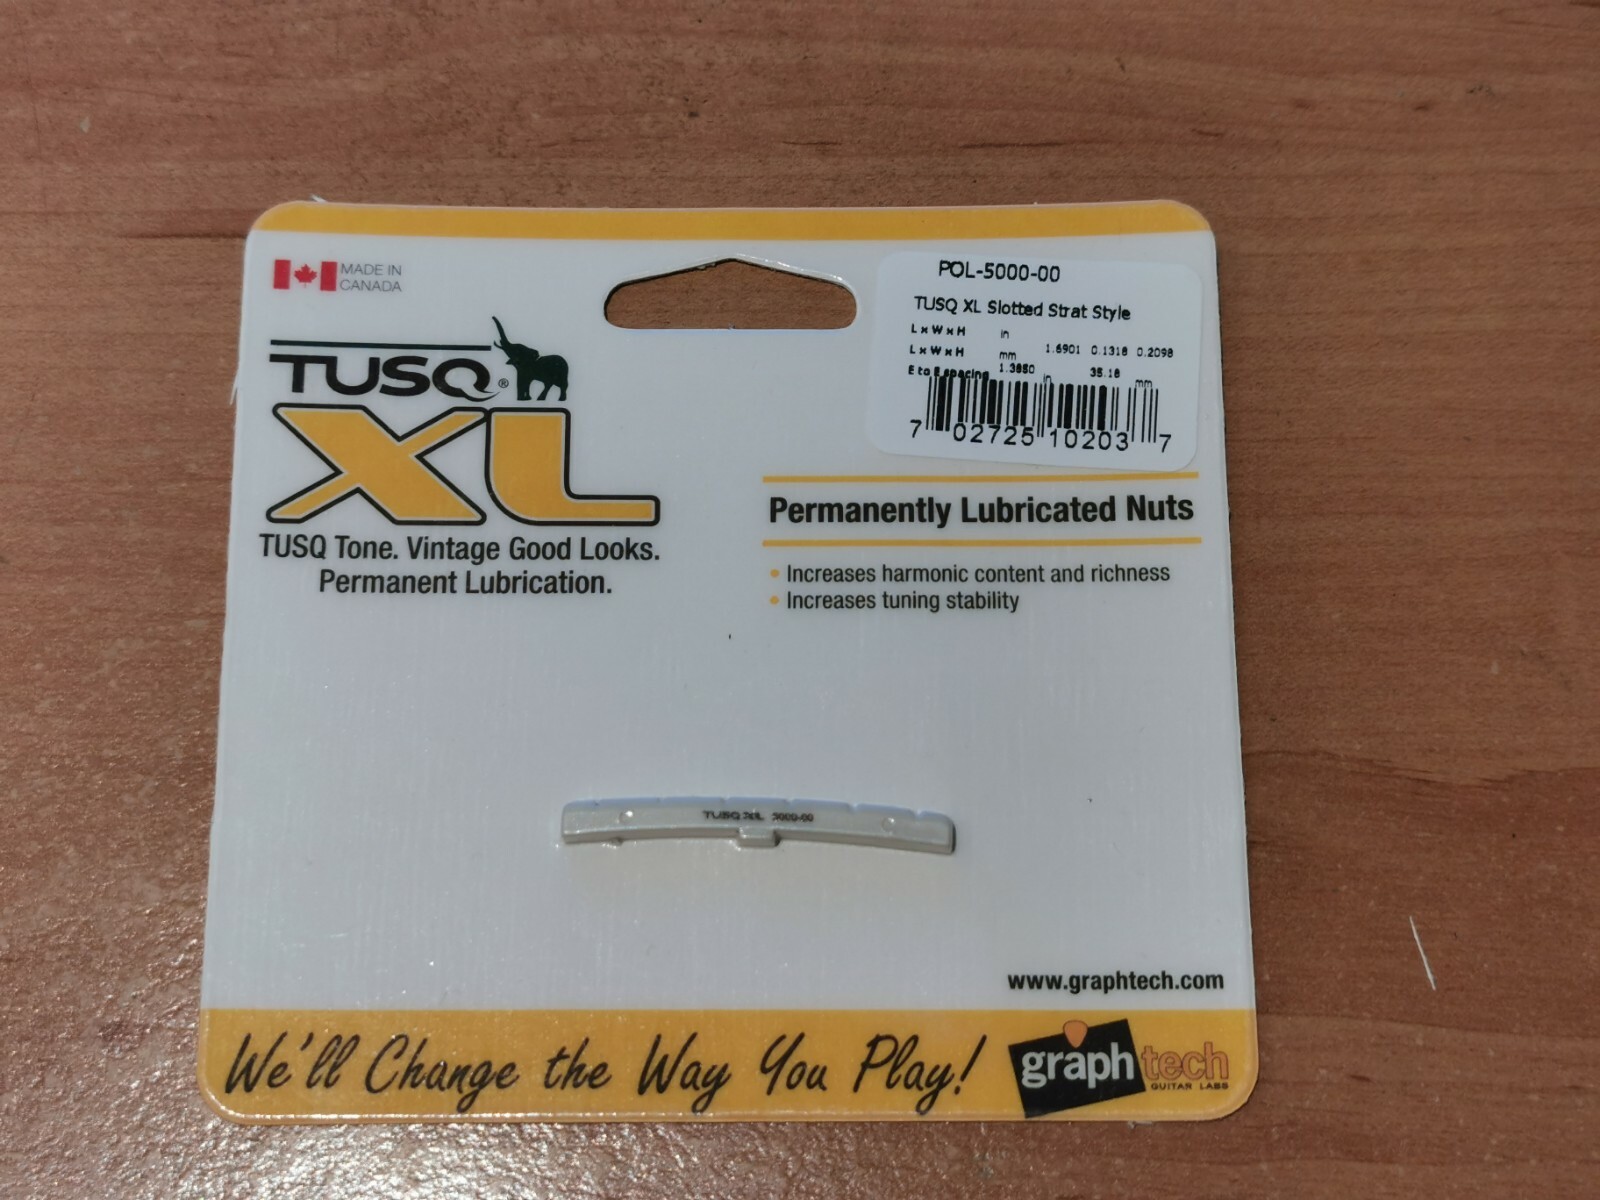 MADE IN
CANADA
POL-5000-00
TUSQ XL Slotted Strat Style
L x W x H in
L x W x H mm 1.6901 0.1318 0.2098
E to E spacing 1.3850 in 35.18 mm
7 02725 10203 7
TUSQ®
XL
TUSQ Tone. Vintage Good Looks.
Permanent Lubrication.
Permanently Lubricated Nuts
• Increases harmonic content and richness
• Increases tuning stability
TUSQ XL 5000-00
www.graphtech.com
We'll Change the Way You Play!
graphtech
GUITAR LABS